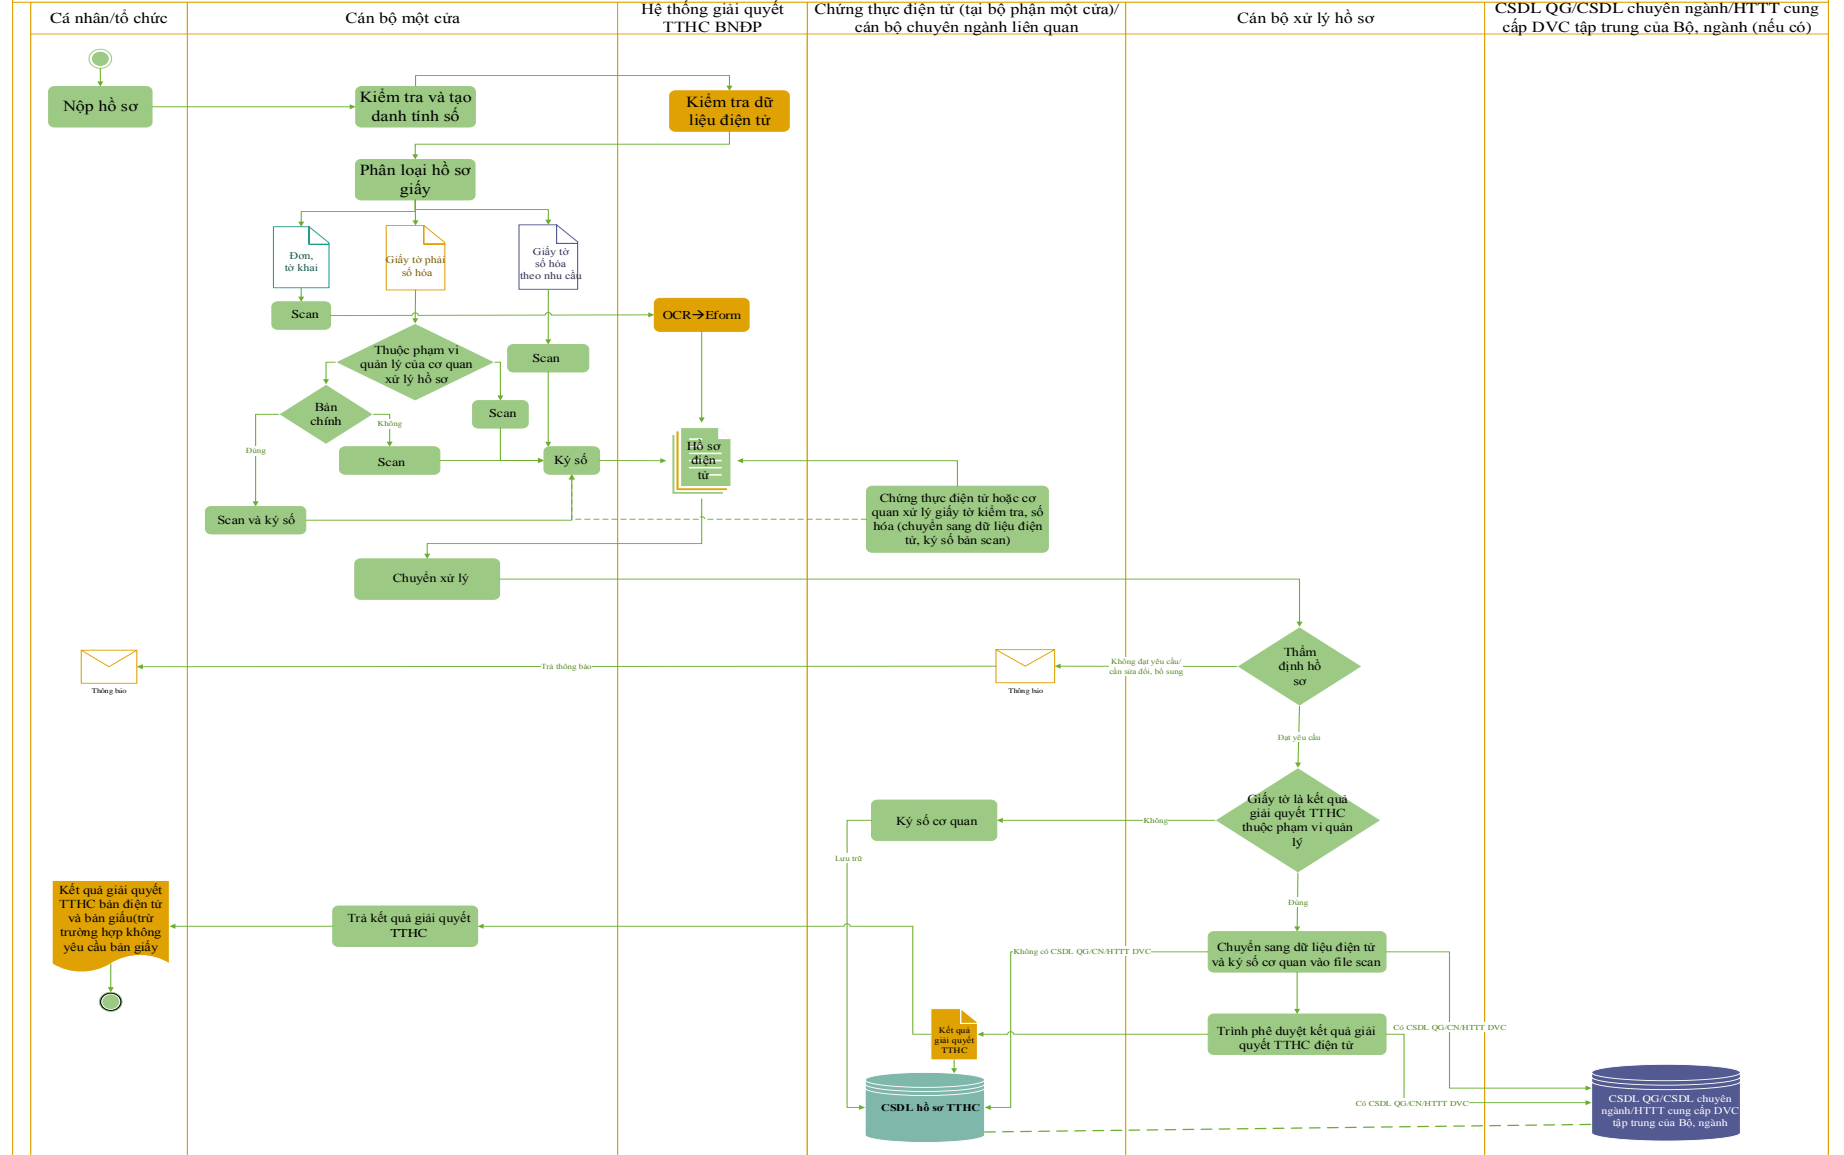 Cá nhân/tổ chức
Cán bộ một cửa
Hệ thống giải quyết
TTHC BNĐP
Chứng thực điện tử (tại bộ phận một cửa)/
cán bộ chuyên ngành liên quan
Cán bộ xử lý hồ sơ
CSDL QG/CSDL chuyên ngành/HTTT cung
cấp DVC tập trung của Bộ, ngành (nếu có)
Nộp hồ sơ
Kiểm tra và tạo
danh tính số
Kiểm tra dữ
liệu điện tử
Phân loại hồ sơ
giấy
Đơn,
tờ khai
Giấy tờ phải
số hóa
Giấy tờ
số hóa
theo nhu cầu
Scan
OCR→Eform
Thuộc phạm vi
quản lý của cơ quan
xử lý hồ sơ
Scan
Bản
chính
Scan
Không
Đúng
Scan
Ký số
Hồ sơ
điện
tử
Scan và ký số
Chứng thực điện tử hoặc cơ
quan xử lý giấy tờ kiểm tra, số
hóa (chuyển sang dữ liệu điện
tử, ký số bản scan)
Chuyển xử lý
Thẩm
định hồ
sơ
Không đạt yêu cầu/
cần sửa đổi, bổ sung
Thông báo
Trả thông báo
Thông báo
Đạt yêu cầu
Giấy tờ là kết quả
giải quyết TTHC
thuộc phạm vi quản
lý
Không
Ký số cơ quan
Lưu trữ
Đúng
Kết quả giải quyết
TTHC bản điện tử
và bản giấu(trừ
trường hợp không
yêu cầu bản giấy
Trả kết quả giải quyết
TTHC
Không có CSDL QG/CN/HTTT DVC
Chuyển sang dữ liệu điện tử
và ký số cơ quan vào file scan
Kết quả
giải quyết
TTHC
Trình phê duyệt kết quả giải
quyết TTHC điện tử
Có CSDL QG/CN/HTTT DVC
Có CSDL QG/CN/HTTT DVC
CSDL hồ sơ TTHC
CSDL QG/CSDL chuyên
ngành/HTTT cung cấp DVC
tập trung của Bộ, ngành